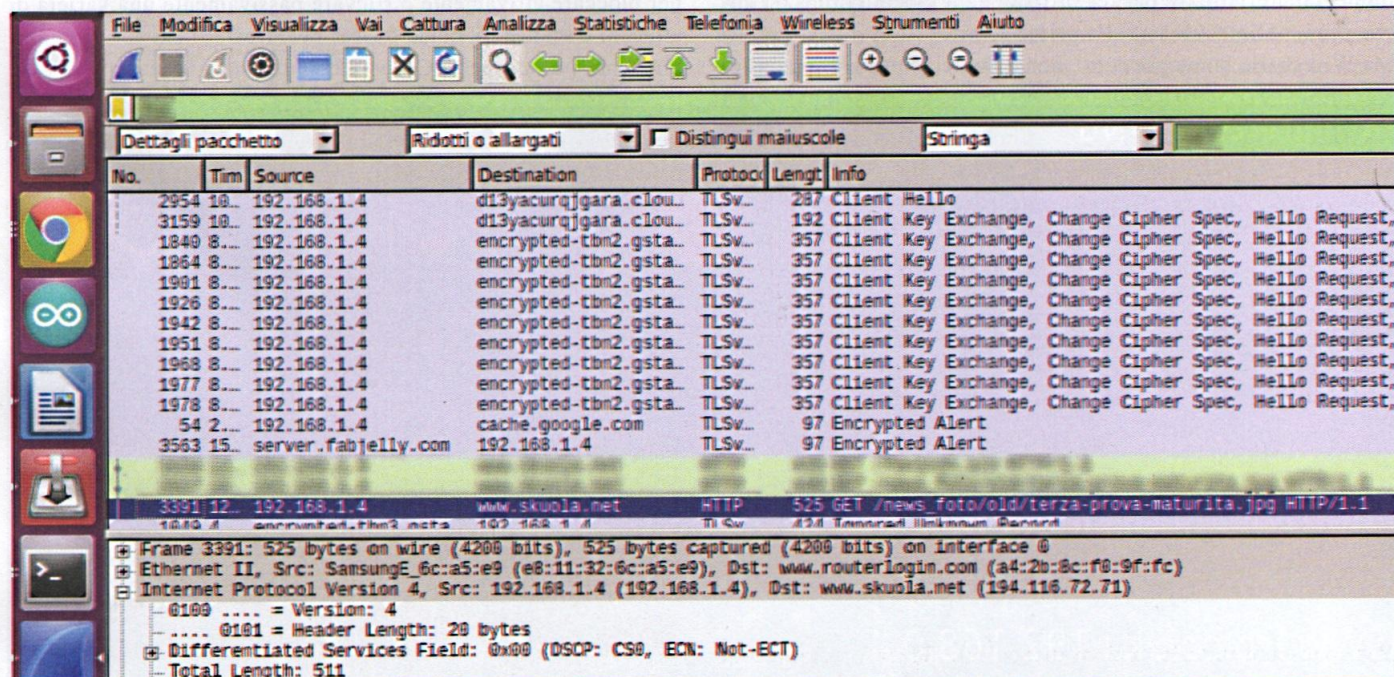 File Modifica Visualizza Vai Cattura Analizza Statistiche Telefonia Wireless Strumenti Aiuto
Dettagli pacchetto Ridotti o allargati Distingui maiuscole Stringa
No. Tim Source Destination Protoco Lengt Info
2954 10… 192.168.1.4 d13yacurqjgara.clou… TLSv… 287 Client Hello
3159 10… 192.168.1.4 d13yacurqjgara.clou… TLSv… 192 Client Key Exchange, Change Cipher Spec, Hello Request,
1840 8.… 192.168.1.4 encrypted-tbn2.gsta… TLSv… 357 Client Key Exchange, Change Cipher Spec, Hello Request,
1864 8.… 192.168.1.4 encrypted-tbn2.gsta… TLSv… 357 Client Key Exchange, Change Cipher Spec, Hello Request,
1901 8.… 192.168.1.4 encrypted-tbn2.gsta… TLSv… 357 Client Key Exchange, Change Cipher Spec, Hello Request,
1926 8.… 192.168.1.4 encrypted-tbn2.gsta… TLSv… 357 Client Key Exchange, Change Cipher Spec, Hello Request,
1942 8.… 192.168.1.4 encrypted-tbn2.gsta… TLSv… 357 Client Key Exchange, Change Cipher Spec, Hello Request,
1951 8.… 192.168.1.4 encrypted-tbn2.gsta… TLSv… 357 Client Key Exchange, Change Cipher Spec, Hello Request,
1968 8.… 192.168.1.4 encrypted-tbn2.gsta… TLSv… 357 Client Key Exchange, Change Cipher Spec, Hello Request,
1977 8.… 192.168.1.4 encrypted-tbn2.gsta… TLSv… 357 Client Key Exchange, Change Cipher Spec, Hello Request,
1978 8.… 192.168.1.4 encrypted-tbn2.gsta… TLSv… 357 Client Key Exchange, Change Cipher Spec, Hello Request,
54 2.… 192.168.1.4 cache.google.com TLSv… 97 Encrypted Alert
3563 15… server.fabjelly.com 192.168.1.4 TLSv… 97 Encrypted Alert
3391 12… 192.168.1.4 www.skuola.net HTTP 525 GET /news_foto/old/terza-prova-maturita.jpg HTTP/1.1
1049 4.… encrypted-tbn3.gsta… 192.168.1.4 TLSv… 424 Ignored Unknown Record
Frame 3391: 525 bytes on wire (4200 bits), 525 bytes captured (4200 bits) on interface 0
Ethernet II, Src: SamsungE_6c:a5:e9 (e8:11:32:6c:a5:e9), Dst: www.routerlogin.com (a4:2b:8c:f0:9f:fc)
Internet Protocol Version 4, Src: 192.168.1.4 (192.168.1.4), Dst: www.skuola.net (194.116.72.71)
0100 .... = Version: 4
.... 0101 = Header Length: 20 bytes
Differentiated Services Field: 0x00 (DSCP: CS0, ECN: Not-ECT)
Total Length: 511